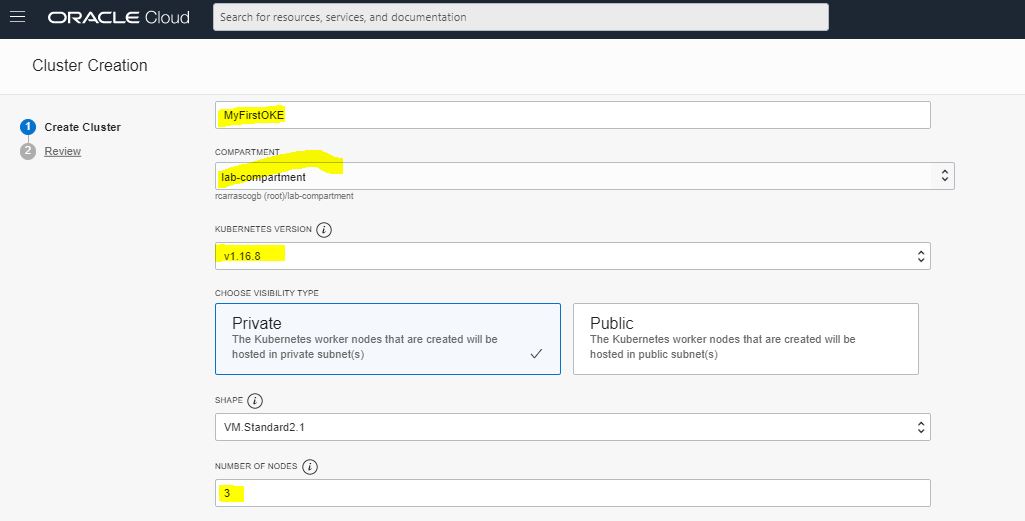 ORACLE Cloud
Search for resources, services, and documentation
Cluster Creation
1 Create Cluster
2 Review
MyFirstOKE
COMPARTMENT
lab-compartment
rcarrascogb (root)/lab-compartment
KUBERNETES VERSION i
v1.16.8
CHOOSE VISIBILITY TYPE
Private
The Kubernetes worker nodes that are created will be
hosted in private subnet(s)
Public
The Kubernetes worker nodes that are created will be
hosted in public subnet(s)
SHAPE i
VM.Standard2.1
NUMBER OF NODES i
3